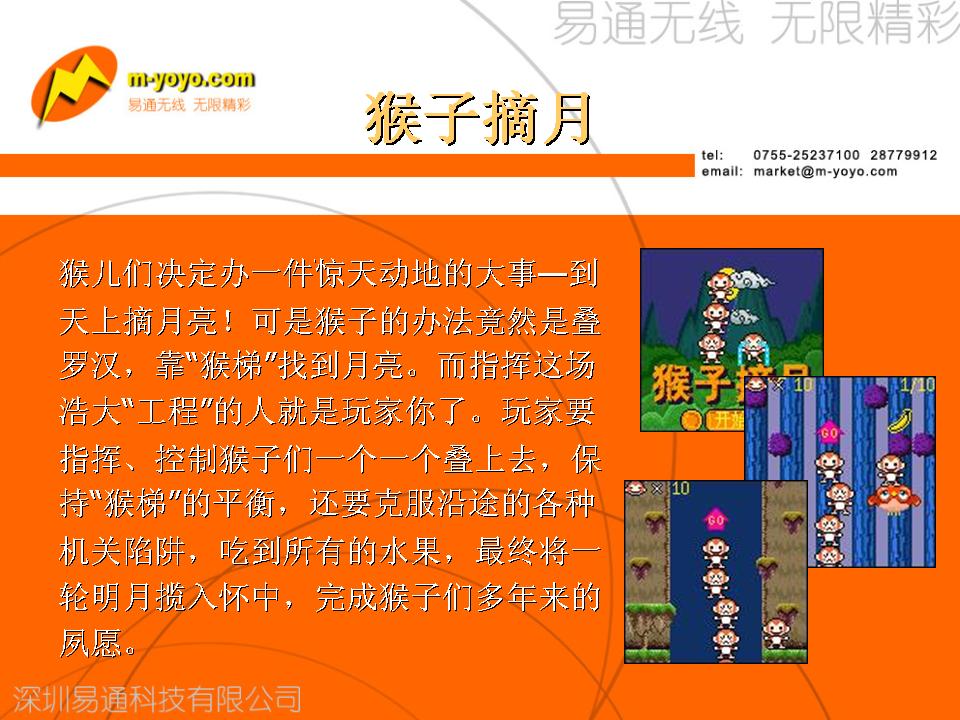 易通无线 无限精彩
m-yoyo.com
易通无线 无限精彩
猴子摘月
tel: 0755-25237100 28779912
email: market@m-yoyo.com
猴儿们决定办一件惊天动地的大事—到
天上摘月亮！可是猴子的办法竟然是叠
罗汉，靠“猴梯”找到月亮。而指挥这场
浩大“工程”的人就是玩家你了。玩家要
指挥、控制猴子们一个一个叠上去，保
持“猴梯”的平衡，还要克服沿途的各种
机关陷阱，吃到所有的水果，最终将一
轮明月揽入怀中，完成猴子们多年来的
夙愿。
猴子摘月
开始
× 10
1/10
GO
× 10
GO
深圳易通科技有限公司